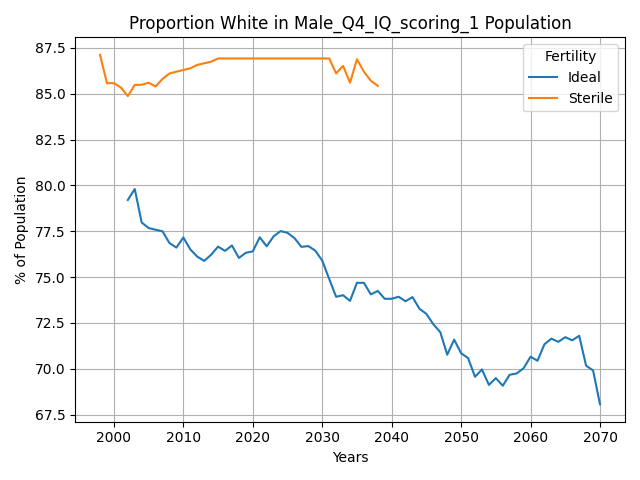 Proportion White in Male_Q4_IQ_scoring_1 Population
87.5
85.0
82.5
80.0
77.5
75.0
72.5
70.0
67.5
% of Population
Fertility
Ideal
Sterile
2000 2010 2020 2030 2040 2050 2060 2070
Years